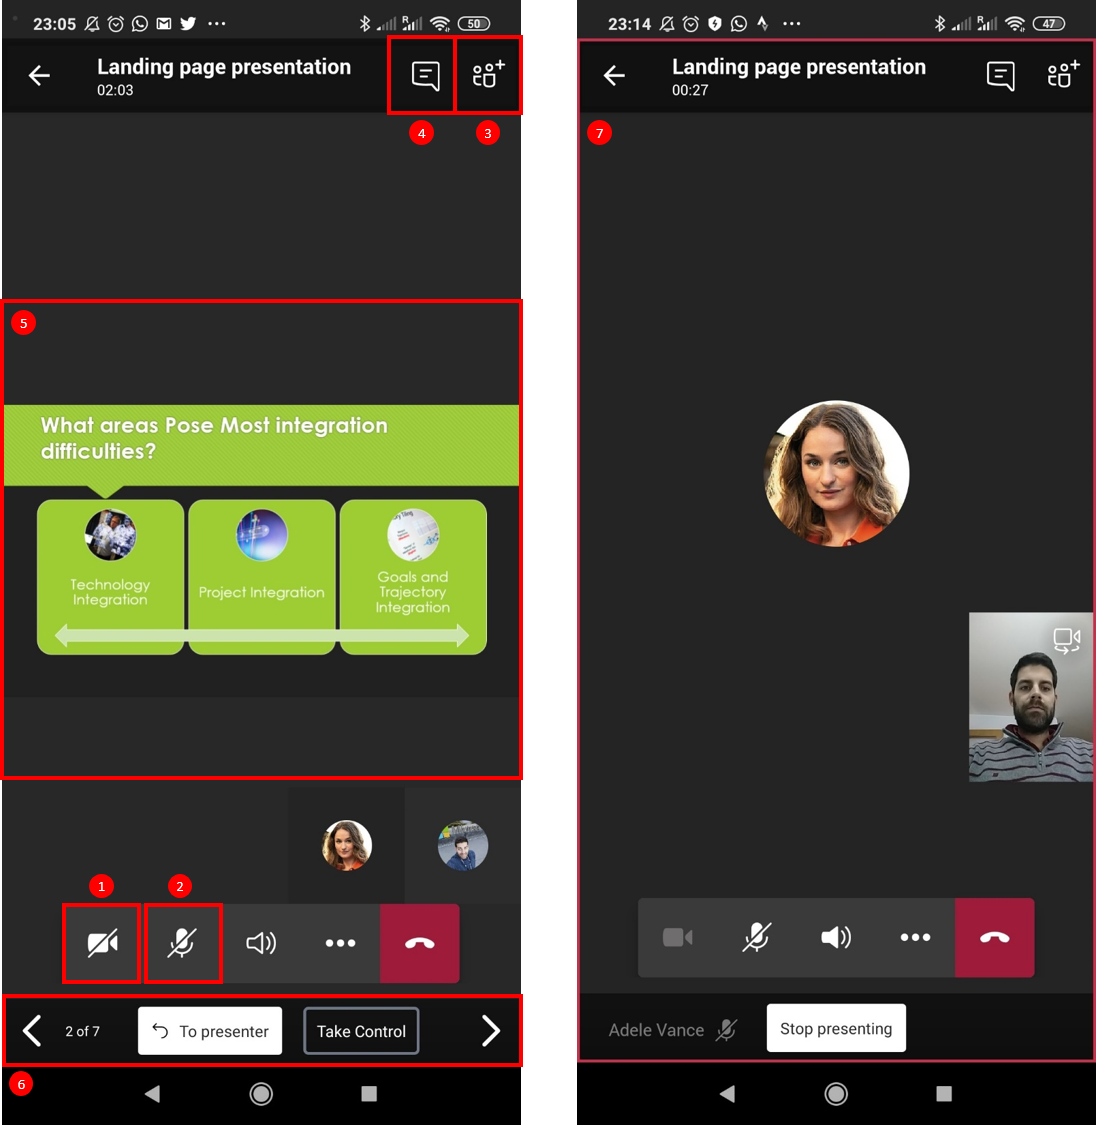 23:05
50
Landing page presentation
02:03
4
3
5
What areas Pose Most integration
difficulties?
Technology
Integration
Project Integration
Goals and
Trajectory
Integration
1
2
2 of 7
To presenter
Take Control
6
23:14
47
Landing page presentation
00:27
7
Adele Vance
Stop presenting